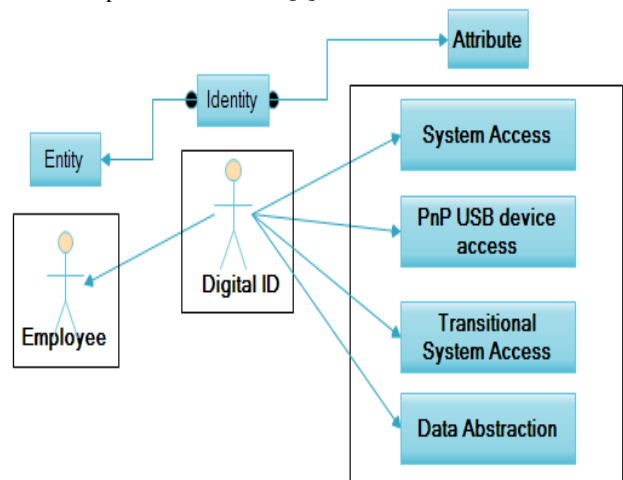 Attribute
Identity
Entity
System Access
PnP USB device
access
Digital ID
Employee
Transitional
System Access
Data Abstraction